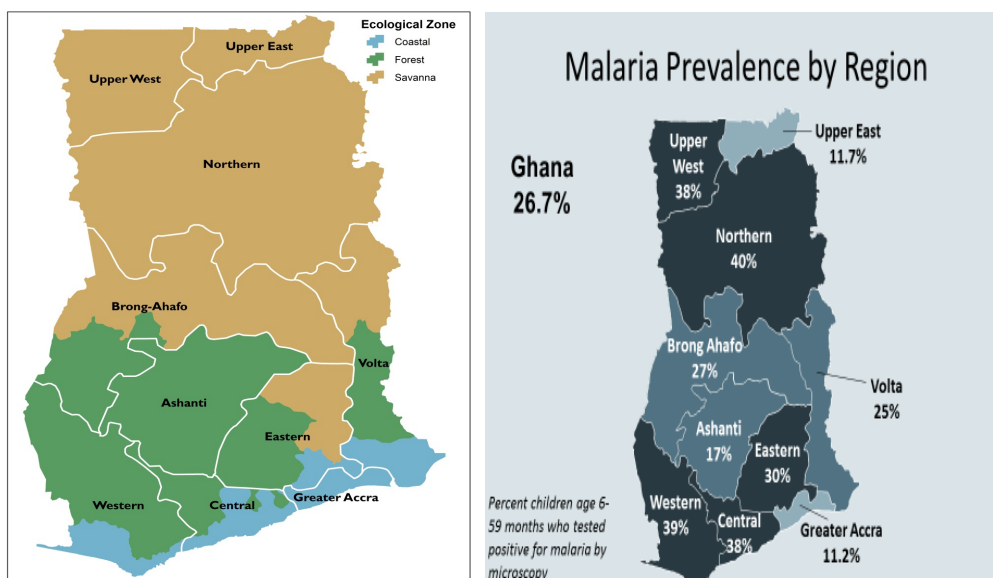 Ecological Zone
Coastal
Forest
Savanna
Upper East
Upper West
Northern
Brong-Ahafo
Volta
Ashanti
Eastern
Western
Central
Greater Accra
Malaria Prevalence by Region
Ghana
26.7%
Upper East
11.7%
Upper
West
38%
Northern
40%
Brong Ahafo
27%
Volta
25%
Ashanti
17%
Eastern
30%
Western
39%
Central
38%
Greater Accra
11.2%
Percent children age 6-
59 months who tested
positive for malaria by
microscopy